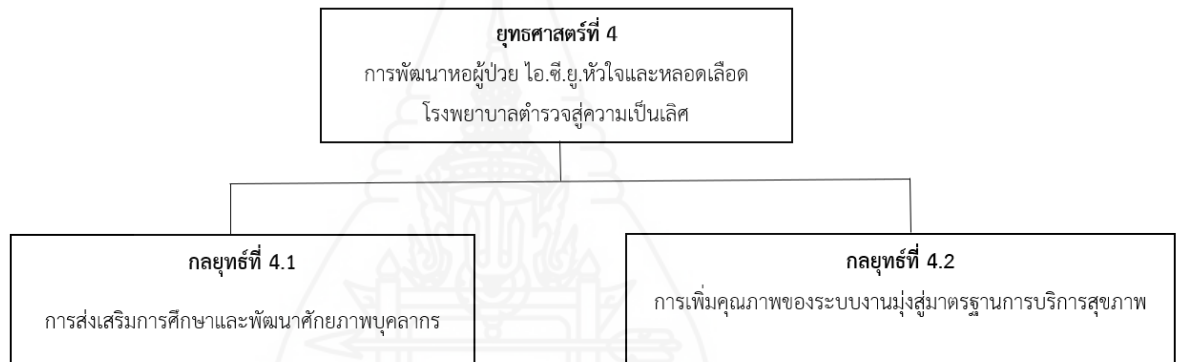 ยุทธศาสตร์ที่ 4
การพัฒนาหอผู้ป่วย ไอ.ซี.ยู.หัวใจและหลอดเลือด
โรงพยาบาลตำรวจสู่ความเป็นเลิศ
กลยุทธ์ที่ 4.1
การส่งเสริมการศึกษาและพัฒนาศักยภาพบุคลากร
กลยุทธ์ที่ 4.2
การเพิ่มคุณภาพของระบบงานมุ่งสู่มาตรฐานการบริการสุขภาพ